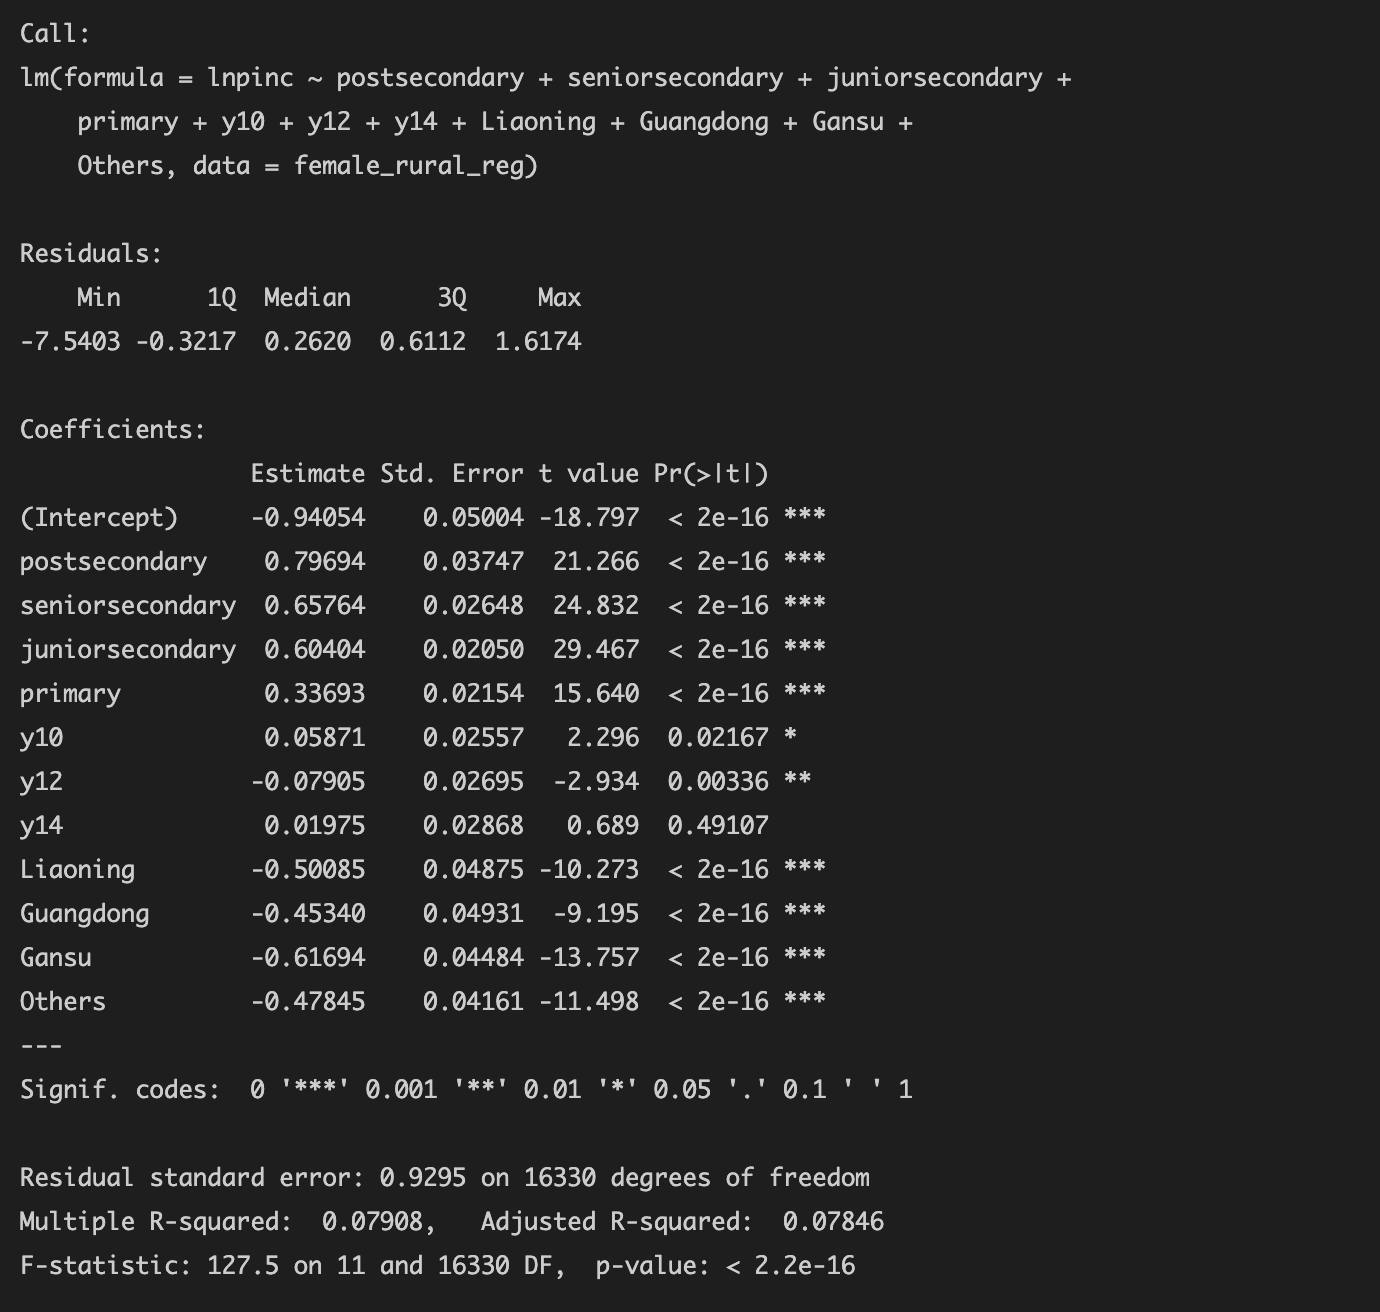 Call:
lm(formula = lnpinc ~ postsecondary + seniorsecondary + juniorsecondary +
    primary + y10 + y12 + y14 + Liaoning + Guangdong + Gansu +
    Others, data = female_rural_reg)

Residuals:
    Min      1Q  Median      3Q     Max
-7.5403 -0.3217  0.2620  0.6112  1.6174

Coefficients:
                Estimate Std. Error t value Pr(>|t|)
(Intercept)     -0.94054    0.05004 -18.797  < 2e-16 ***
postsecondary    0.79694    0.03747  21.266  < 2e-16 ***
seniorsecondary  0.65764    0.02648  24.832  < 2e-16 ***
juniorsecondary  0.60404    0.02050  29.467  < 2e-16 ***
primary          0.33693    0.02154  15.640  < 2e-16 ***
y10              0.05871    0.02557   2.296  0.02167 *
y12             -0.07905    0.02695  -2.934  0.00336 **
y14              0.01975    0.02868   0.689  0.49107
Liaoning        -0.50085    0.04875 -10.273  < 2e-16 ***
Guangdong       -0.45340    0.04931  -9.195  < 2e-16 ***
Gansu           -0.61694    0.04484 -13.757  < 2e-16 ***
Others          -0.47845    0.04161 -11.498  < 2e-16 ***
---
Signif. codes:  0 '***' 0.001 '**' 0.01 '*' 0.05 '.' 0.1 ' ' 1

Residual standard error: 0.9295 on 16330 degrees of freedom
Multiple R-squared:  0.07908,   Adjusted R-squared:  0.07846
F-statistic: 127.5 on 11 and 16330 DF,  p-value: < 2.2e-16